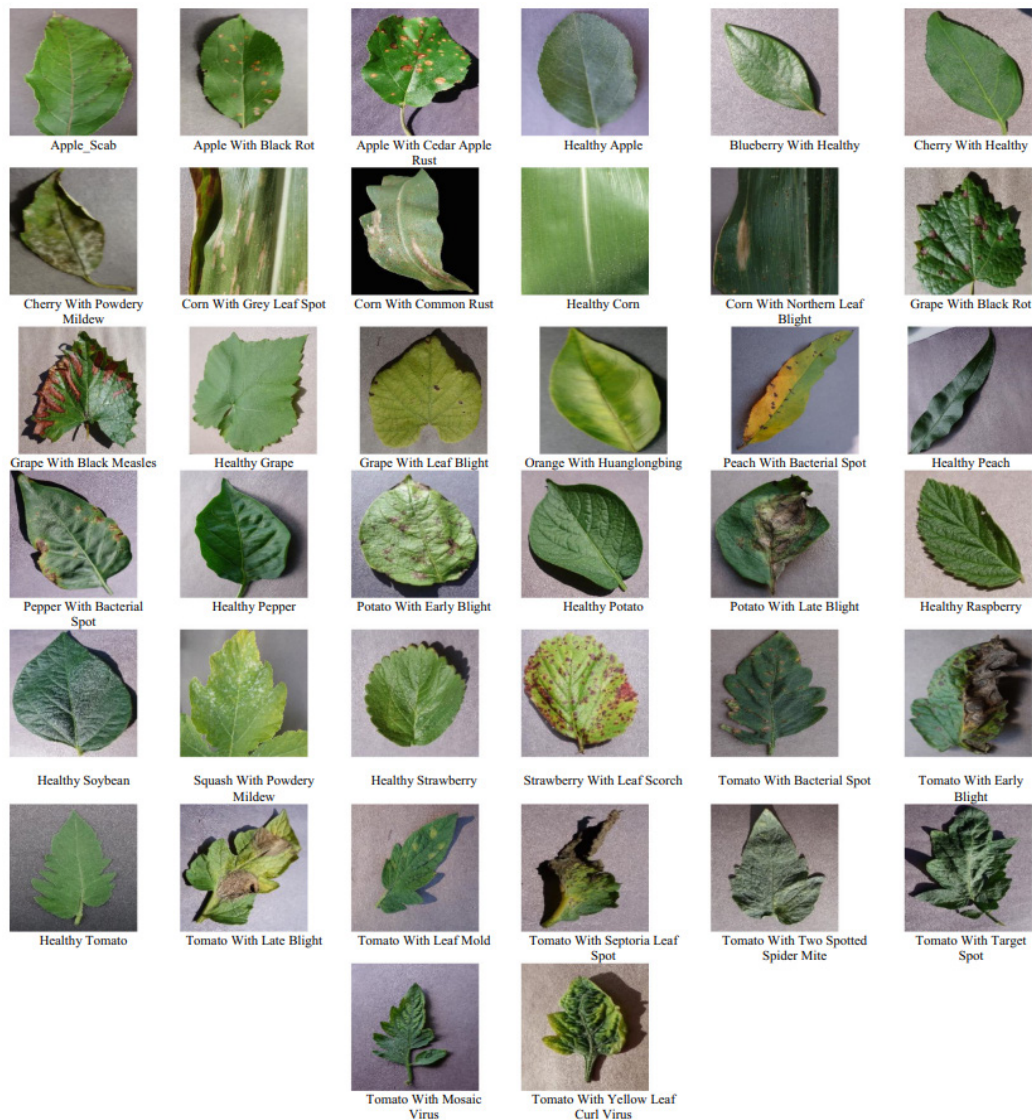 Apple_Scab
Apple With Black Rot
Apple With Cedar Apple
Rust
Healthy Apple
Blueberry With Healthy
Cherry With Healthy
Cherry With Powdery
Mildew
Corn With Grey Leaf Spot
Corn With Common Rust
Healthy Corn
Corn With Northern Leaf
Blight
Grape With Black Rot
Grape With Black Measles
Healthy Grape
Grape With Leaf Blight
Orange With Huanglongbing
Peach With Bacterial Spot
Healthy Peach
Pepper With Bacterial
Spot
Healthy Pepper
Potato With Early Blight
Healthy Potato
Potato With Late Blight
Healthy Raspberry
Healthy Soybean
Squash With Powdery
Mildew
Healthy Strawberry
Strawberry With Leaf Scorch
Tomato With Bacterial Spot
Tomato With Early
Blight
Healthy Tomato
Tomato With Late Blight
Tomato With Leaf Mold
Tomato With Septoria Leaf
Spot
Tomato With Two Spotted
Spider Mite
Tomato With Target
Spot
Tomato With Mosaic
Virus
Tomato With Yellow Leaf
Curl Virus